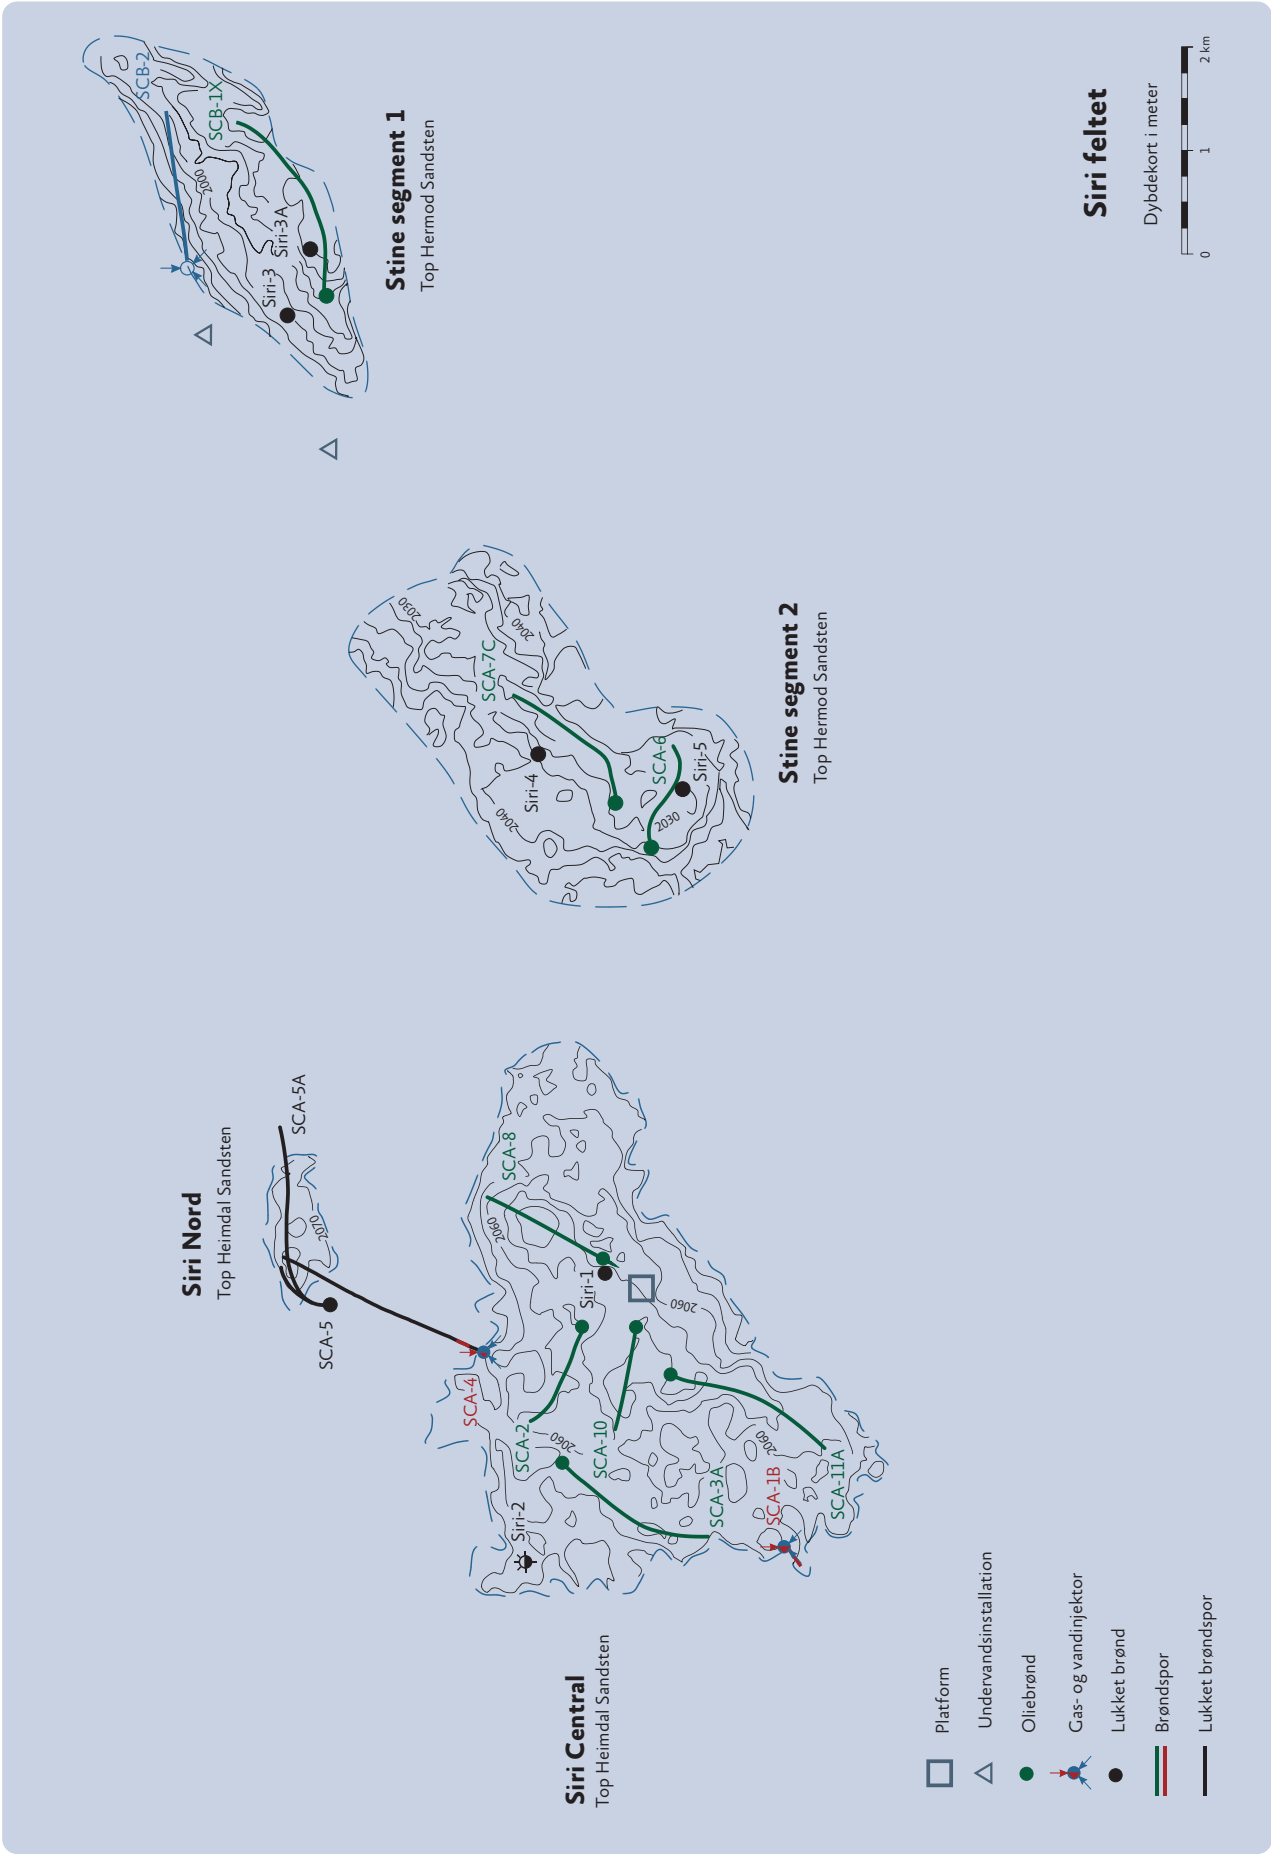 Siri feltet
Dybdekort i meter
0
1
2 km
Siri Nord
Top Heimdal Sandsten
SCA-5A
SCA-5
2070
Siri Central
Top Heimdal Sandsten
SCA-4
SCA-8
2060
Siri-1
2060
SCA-2
2060
SCA-10
SCA-3A
2060
SCA-1B
SCA-11A
Siri-2
Stine segment 2
Top Hermod Sandsten
2030
2040
SCA-7C
Siri-4
2040
SCA-6
Siri-5
2030
Stine segment 1
Top Hermod Sandsten
SCB-2
SCB-1X
2000
Siri-3A
Siri-3
Platform
Undervandsinstallation
Oliebrønd
Gas- og vandinjektor
Lukket brønd
Brøndspor
Lukket brøndspor